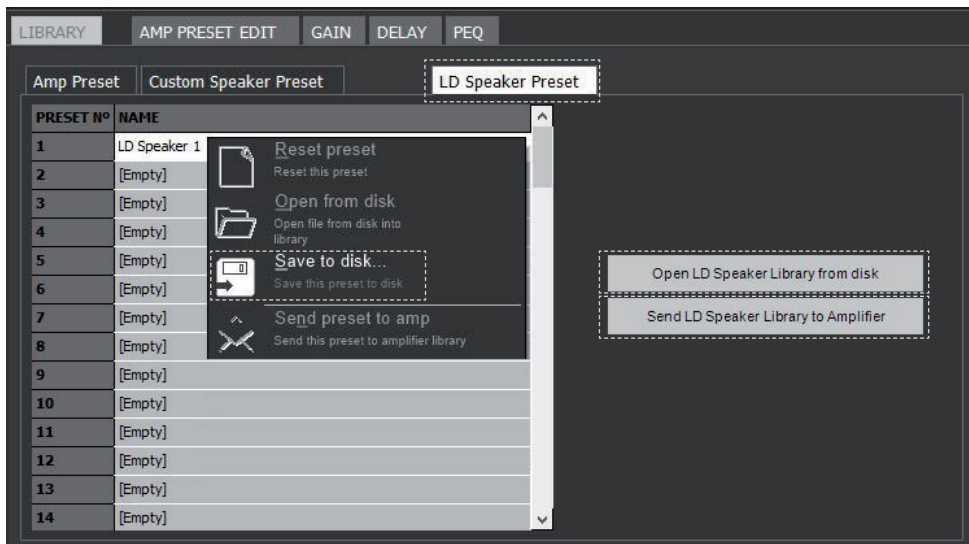 LIBRARY AMP PRESET EDIT GAIN DELAY PEQ
Amp Preset Custom Speaker Preset LD Speaker Preset
PRESET Nº NAME
1 LD Speaker 1
2 [Empty]
3 [Empty]
4 [Empty]
5 [Empty]
6 [Empty]
7 [Empty]
8 [Empty]
9 [Empty]
10 [Empty]
11 [Empty]
12 [Empty]
13 [Empty]
14 [Empty]
Reset preset
Reset this preset
Open from disk
Open file from disk into
library
Save to disk...
Save this preset to disk
Send preset to amp
Send this preset to amplifier library
Open LD Speaker Library from disk
Send LD Speaker Library to Amplifier